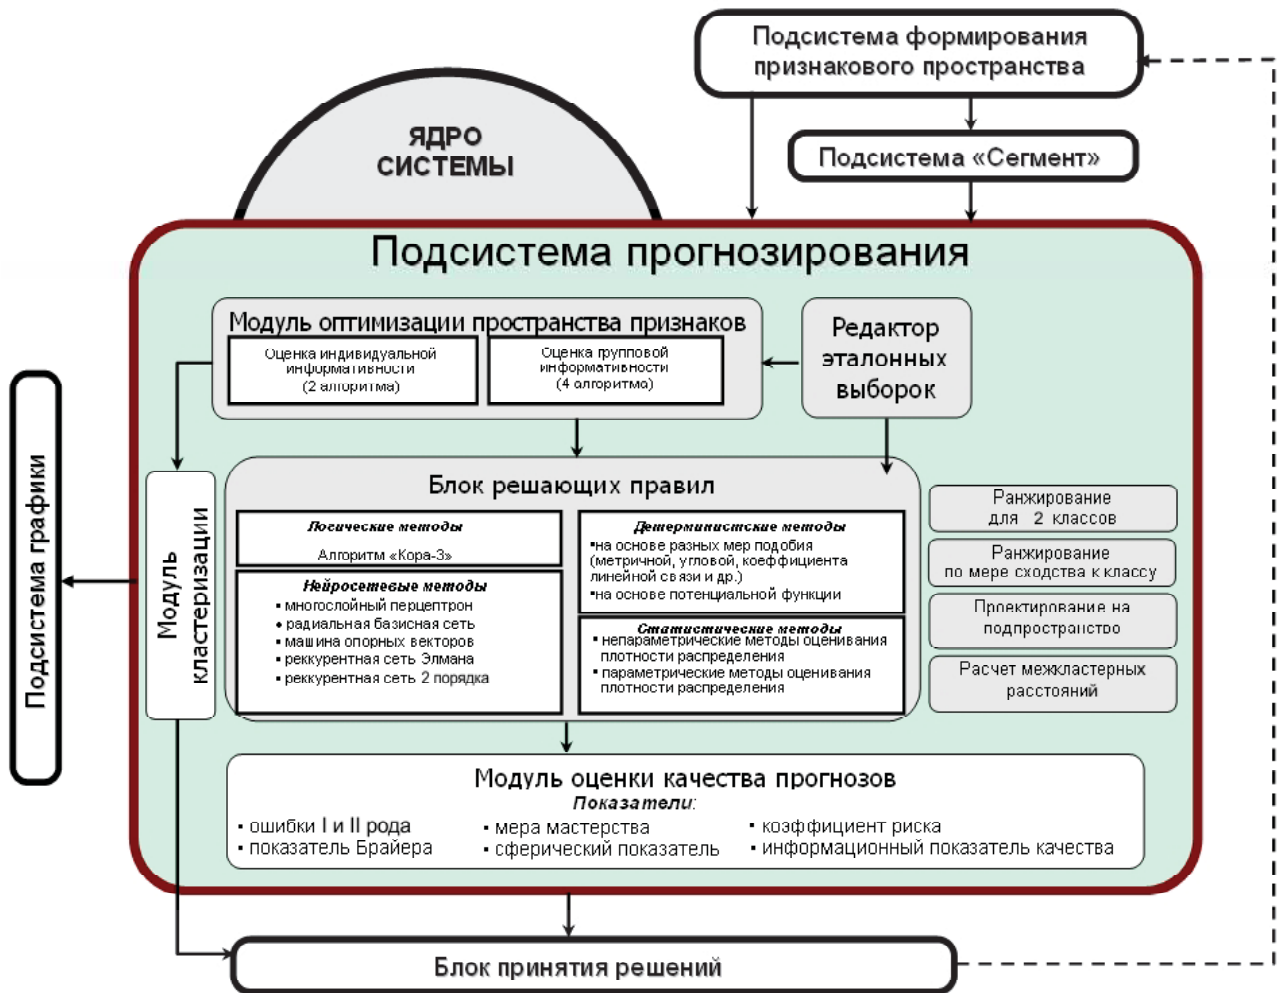 Подсистема формирования
признакового пространства
ЯДРО
СИСТЕМЫ
Подсистема «Сегмент»
Подсистема прогнозирования
Модуль оптимизации пространства признаков
Оценка индивидуальной
информативности
(2 алгоритма)
Оценка групповой
информативности
(4 алгоритма)
Редактор
эталонных
выборок
Подсистема графики
Модуль
кластеризации
Блок решающих правил
Логические методы
Алгоритм «Кора-3»
Нейросетевые методы
▪ многослойный перцептрон
▪ радиальная базисная сеть
▪ машина опорных векторов
▪ реккурентная сеть Элмана
▪ реккурентная сеть 2 порядка
Детерминистские методы
▪на основе разных мер подобия
(метричной, угловой, коеффициента
линейной связи и др.)
▪на основе потенциальной функции
Статистические методы
▪ непараметрические методы оценивания
плотности распределения
▪ параметрические методы оценивания
плотности распределения
Ранжирование
для 2 классов
Ранжирование
по мере сходства к классу
Проектирование на
подпространство
Расчет межкластерных
расстояний
Модуль оценки качества прогнозов
Показатели:
▪ ошибки I и II рода
▪ показатель Брайера
▪ мера мастерства
▪ сферический показатель
▪ коэффициент риска
▪ информационный показатель качества
Блок принятия решений